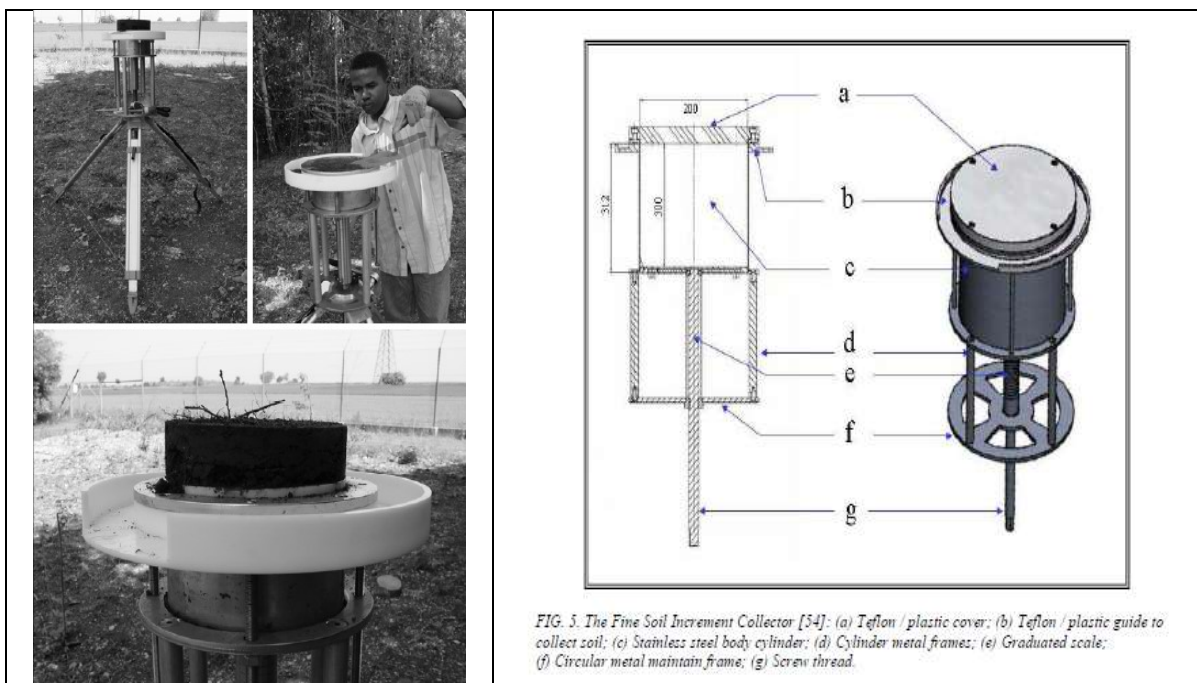 200
a
b
312
300
c
d
e
f
g
FIG. 5. The Fine Soil Increment Collector [54]: (a) Teflon / plastic cover; (b) Teflon / plastic guide to
collect soil; (c) Stainless steel body cylinder; (d) Cylinder metal frames; (e) Graduated scale;
(f) Circular metal maintain frame; (g) Screw thread.